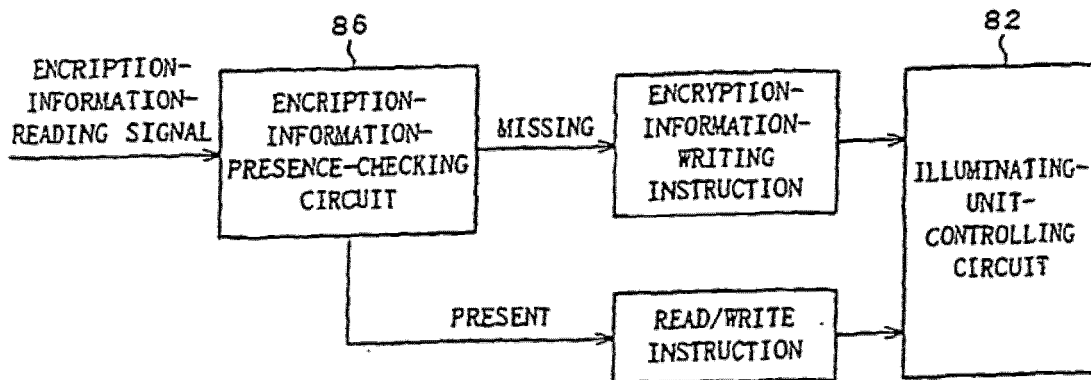 86
82
ENCRIPTION-
INFORMATION-
READING SIGNAL
ENCRIPTION-
INFORMATION-
PRESENCE-CHECKING
CIRCUIT
MISSING
ENCRYPTION-
INFORMATION-
WRITING
INSTRUCTION
ILLUMINATING-
UNIT-
CONTROLLING
CIRCUIT
PRESENT
READ/WRITE
INSTRUCTION